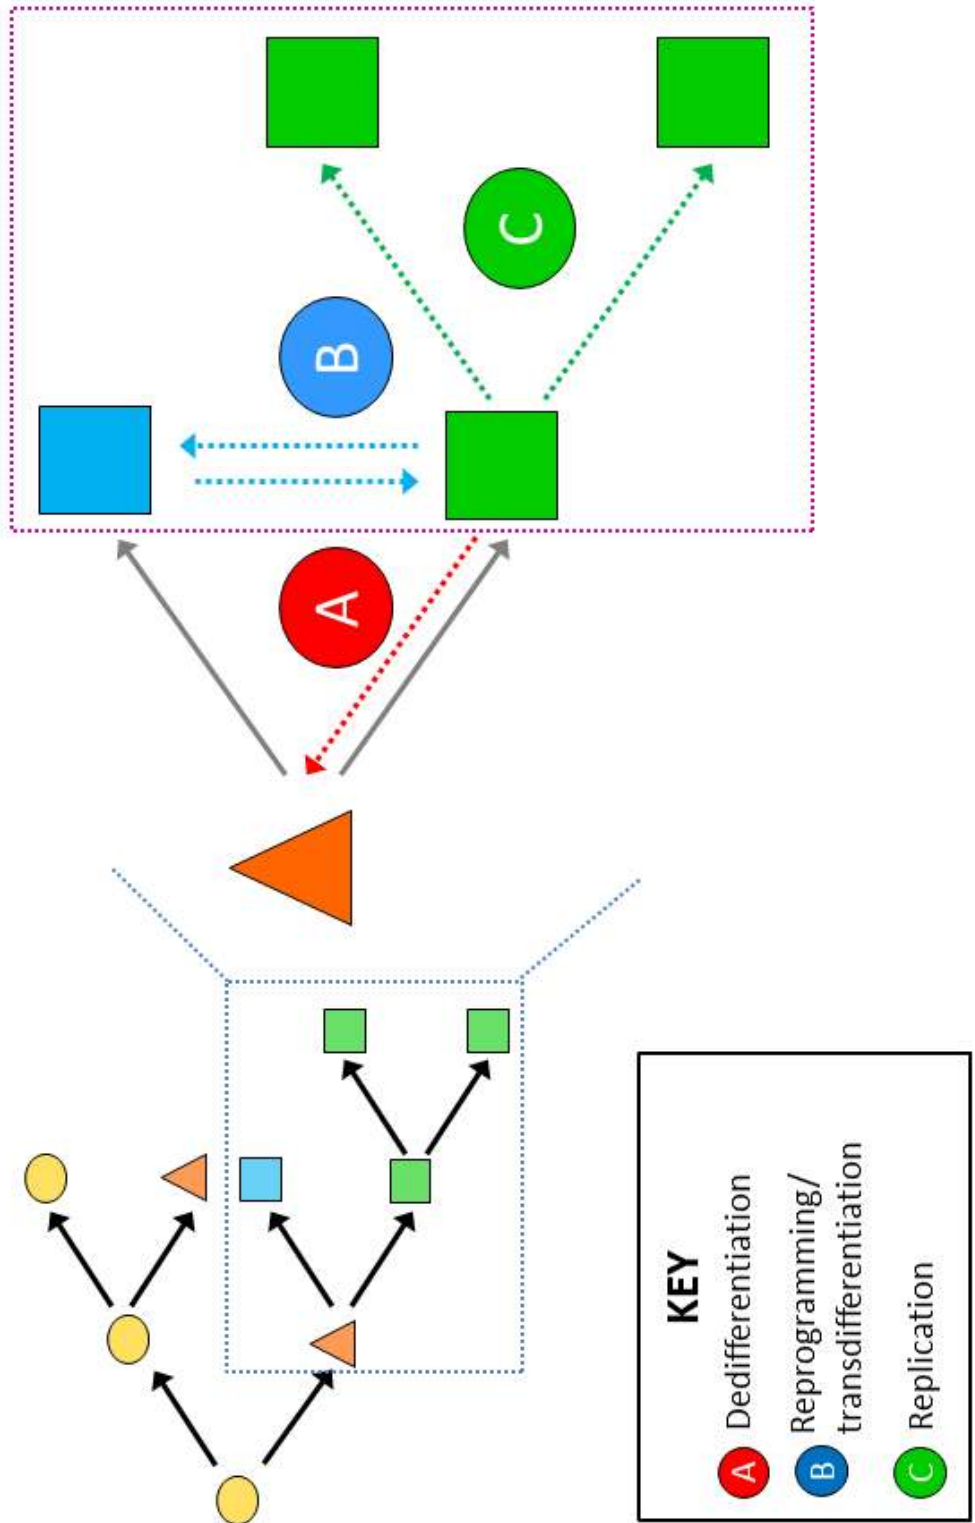 A
B
C
KEY
A Dedifferentiation
B Reprogramming/
transdifferentiation
C Replication